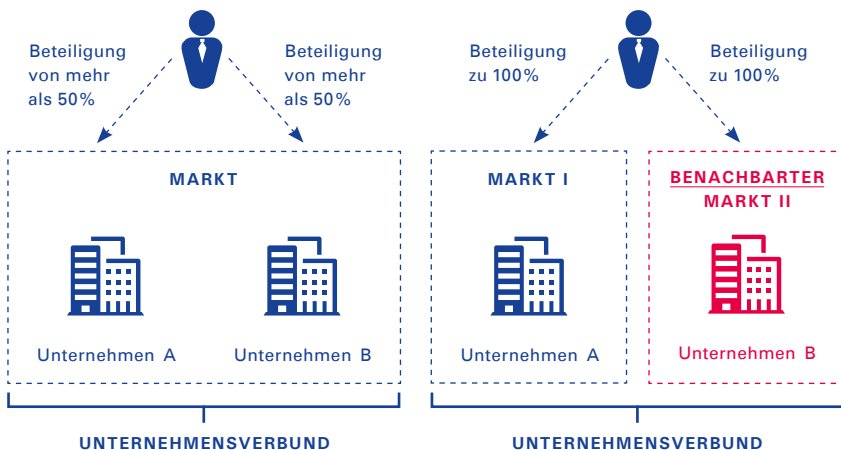 Beteiligung
von mehr
als 50%
Beteiligung
von mehr
als 50%
MARKT
Unternehmen A
Unternehmen B
UNTERNEHMENSVERBUND
Beteiligung
zu 100%
Beteiligung
zu 100%
MARKT I
Unternehmen A
BENACHBARTER
MARKT II
Unternehmen B
UNTERNEHMENSVERBUND